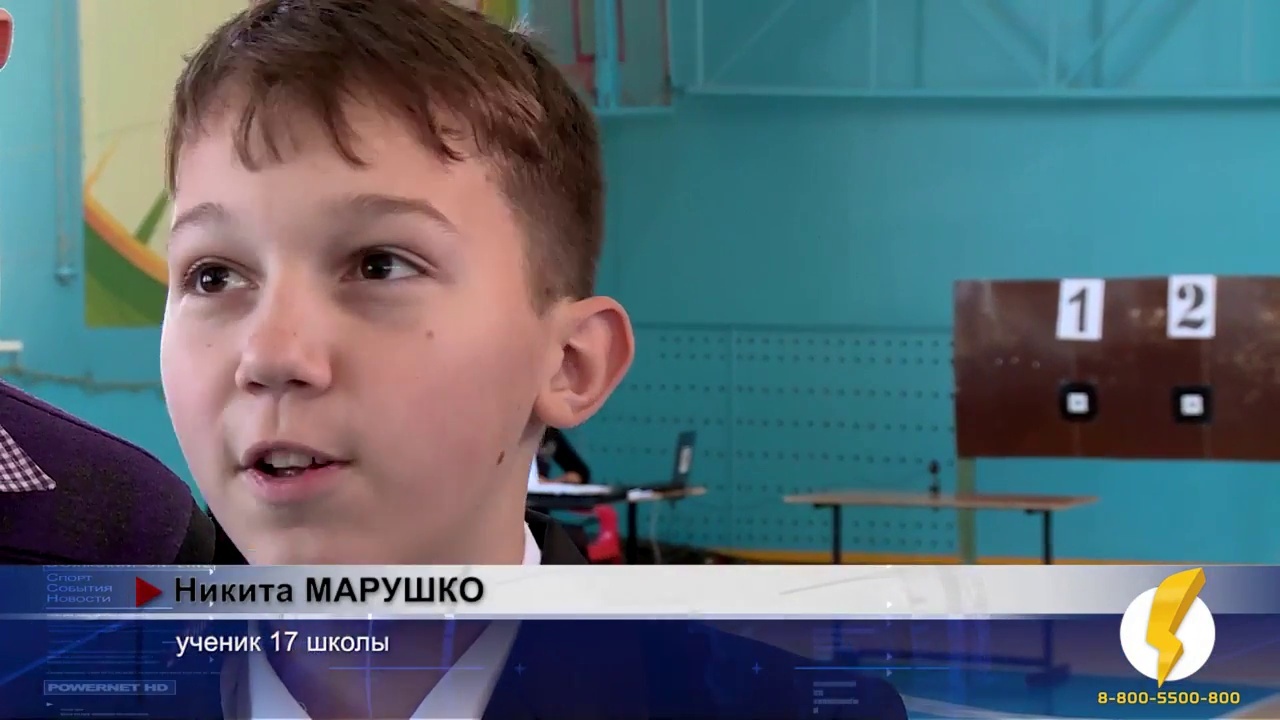 1 2
Спорт
События
Новости
Никита МАРУШКО
ученик 17 школы
POWERNET HD
8-800-5500-800